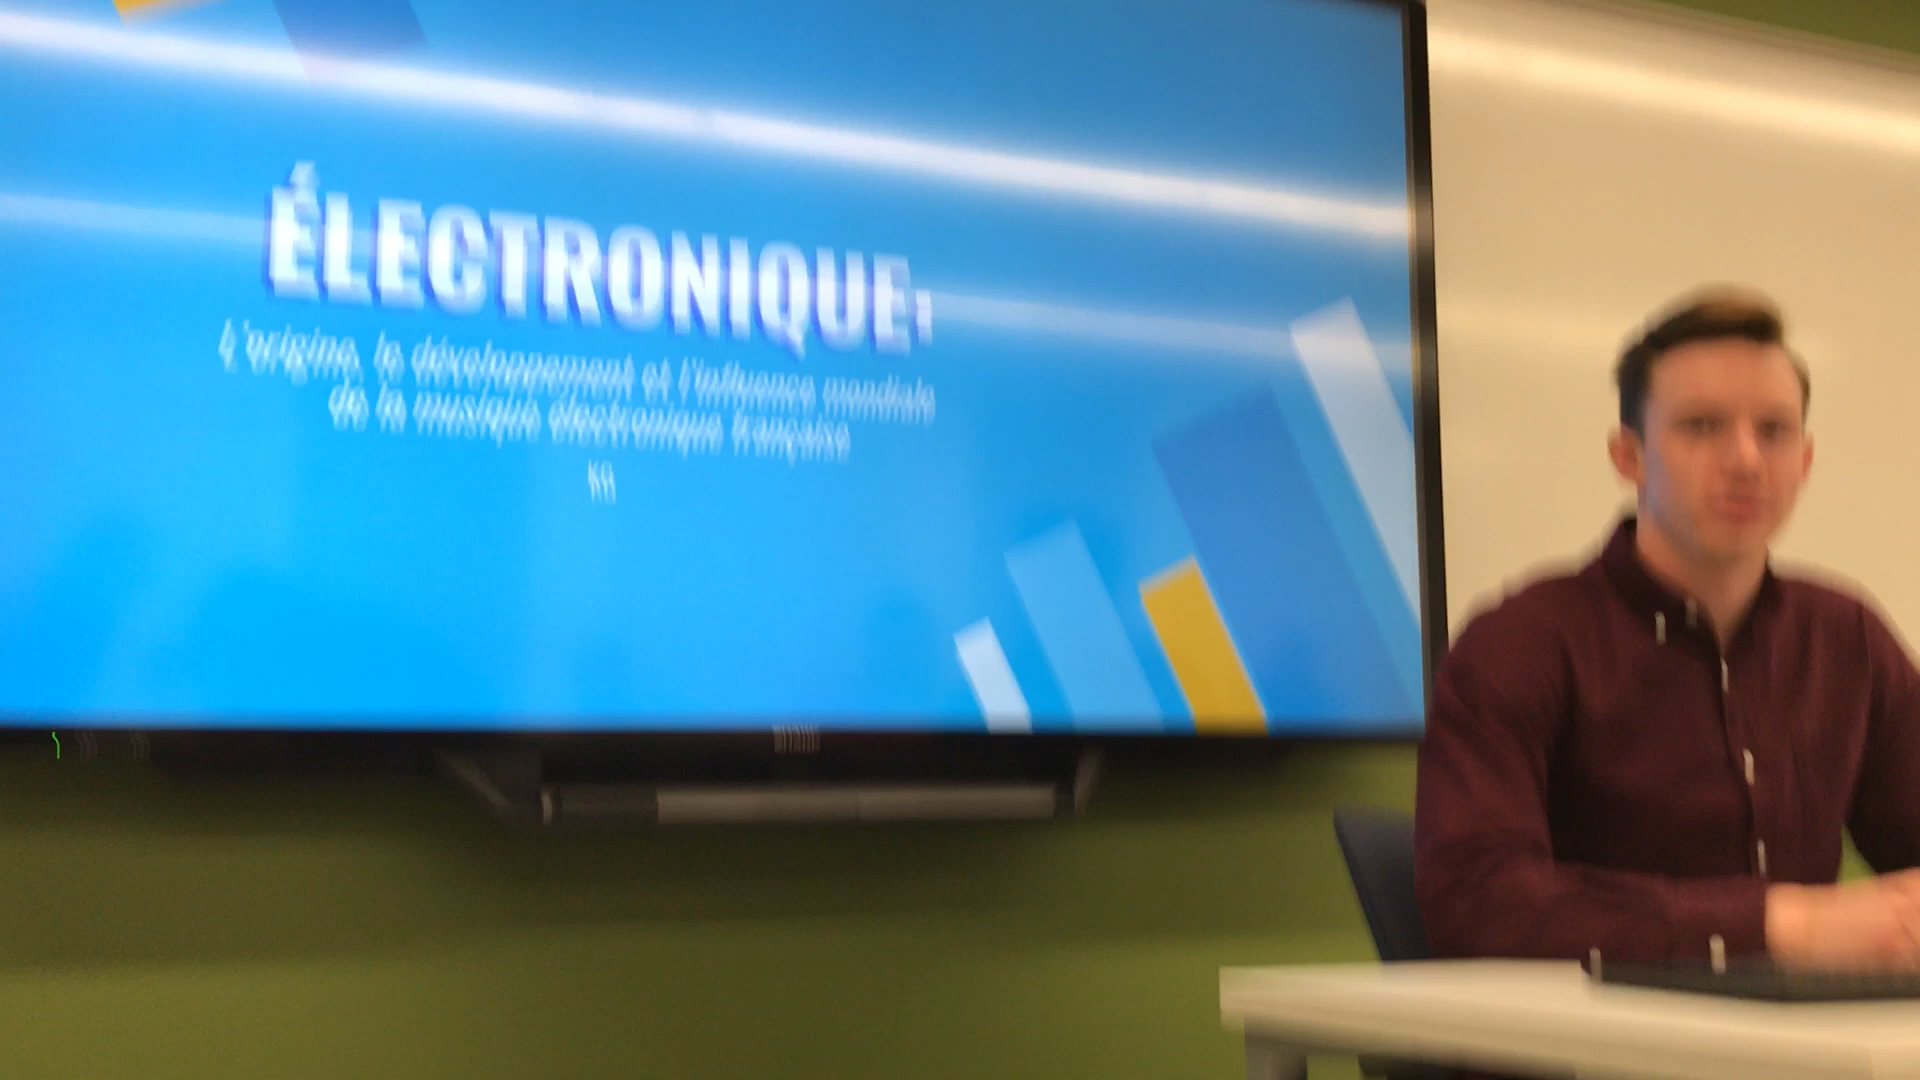 ÉLECTRONIQUE:
L'origine, le développement et l'influence mondiale
de la musique électronique française